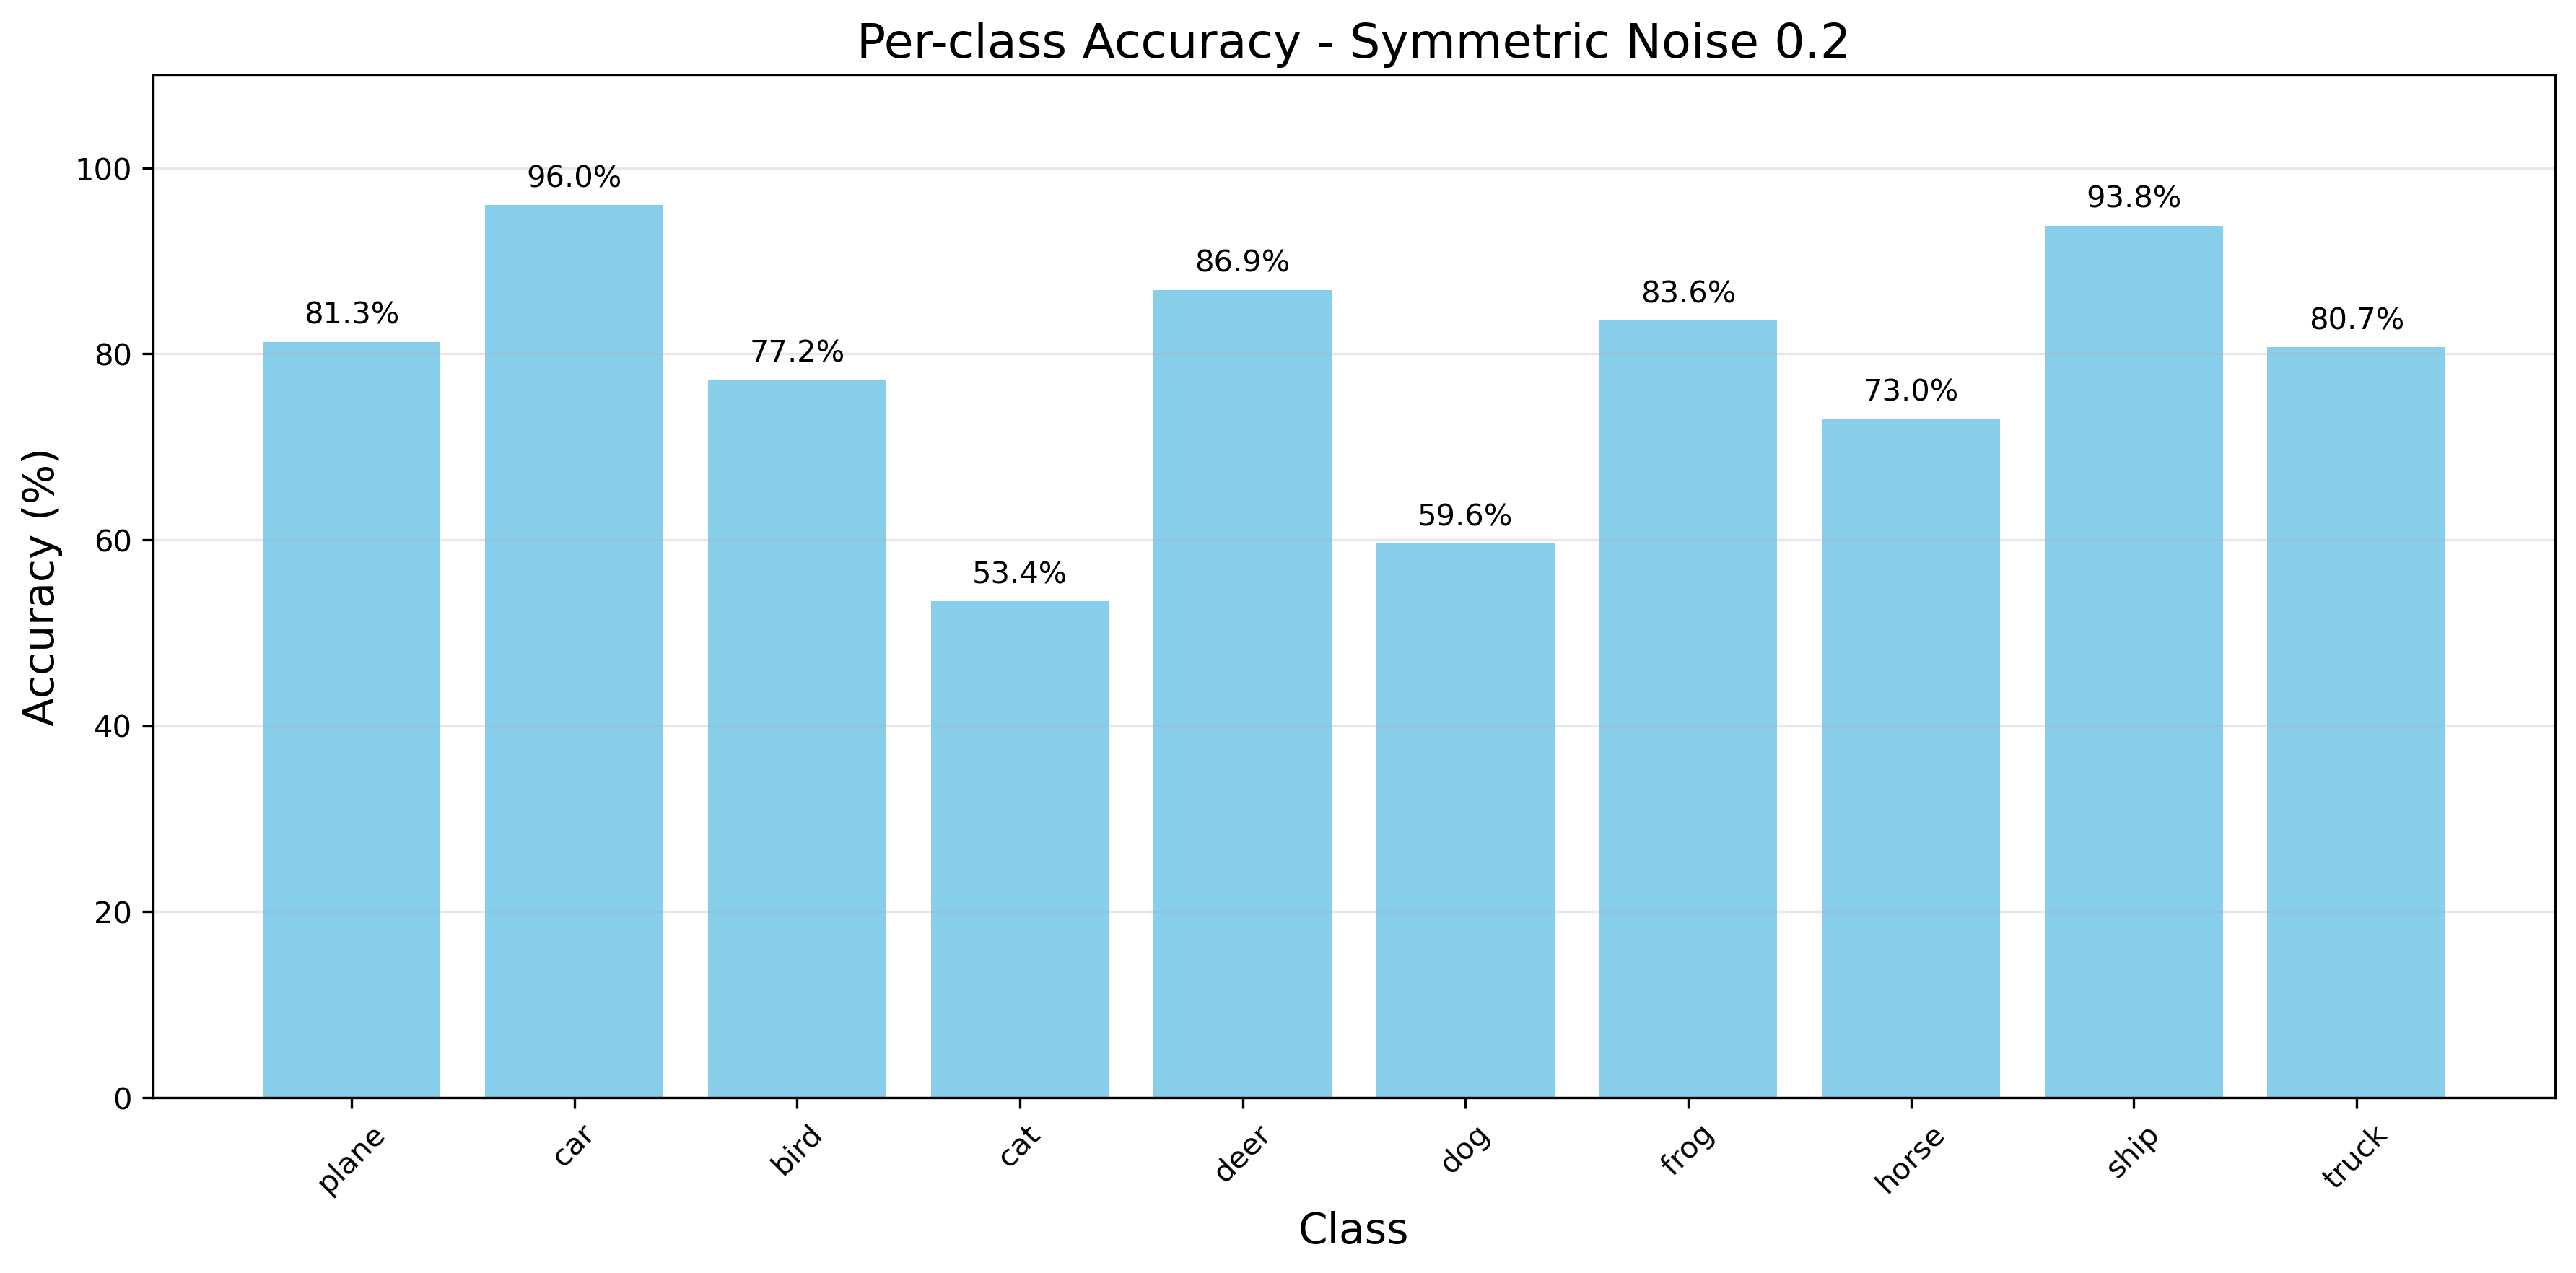 Per-class Accuracy - Symmetric Noise 0.2
Accuracy (%)
100
80
60
40
20
0
81.3%
96.0%
77.2%
53.4%
86.9%
59.6%
83.6%
73.0%
93.8%
80.7%
plane
car
bird
cat
deer
dog
frog
horse
ship
truck
Class